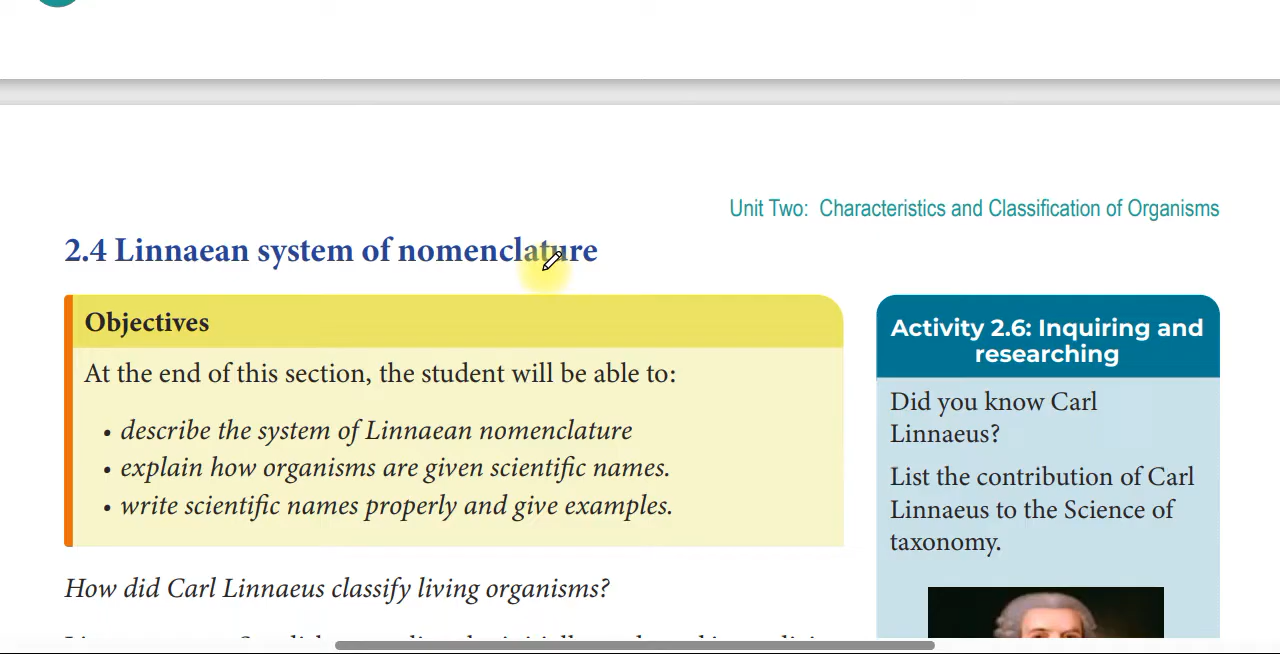 Unit Two: Characteristics and Classification of Organisms
2.4 Linnaean system of nomenclature
Objectives
At the end of this section, the student will be able to:
• describe the system of Linnaean nomenclature
• explain how organisms are given scientific names.
• write scientific names properly and give examples.
How did Carl Linnaeus classify living organisms?
Activity 2.6: Inquiring and
researching
Did you know Carl
Linnaeus?
List the contribution of Carl
Linnaeus to the Science of
taxonomy.